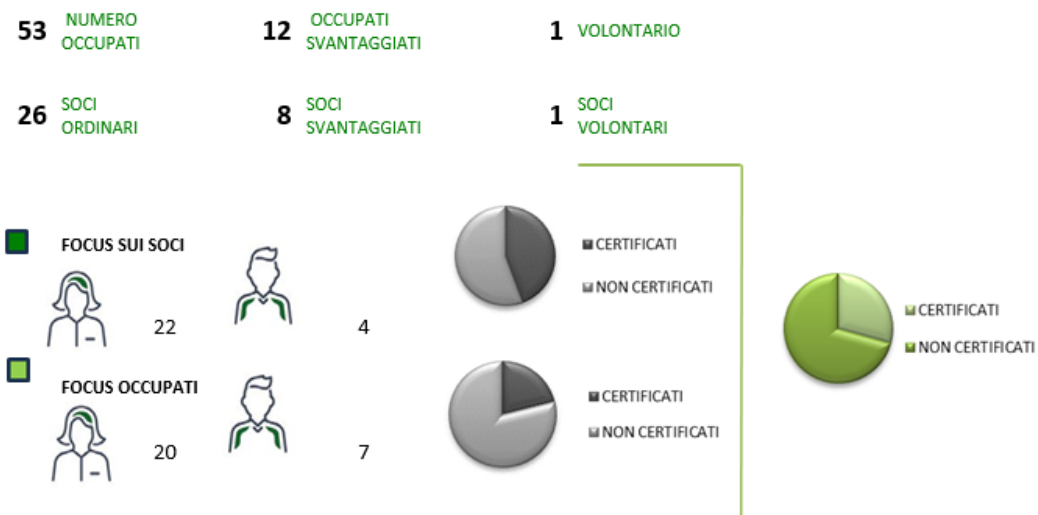 53 NUMERO
OCCUPATI
12 OCCUPATI
SVANTAGGIATI
1 VOLONTARIO
26 SOCI
ORDINARI
8 SOCI
SVANTAGGIATI
1 SOCI
VOLONTARI
FOCUS SUI SOCI
22
4
CERTIFICATI
NON CERTIFICATI
FOCUS OCCUPATI
20
7
CERTIFICATI
NON CERTIFICATI
CERTIFICATI
NON CERTIFICATI